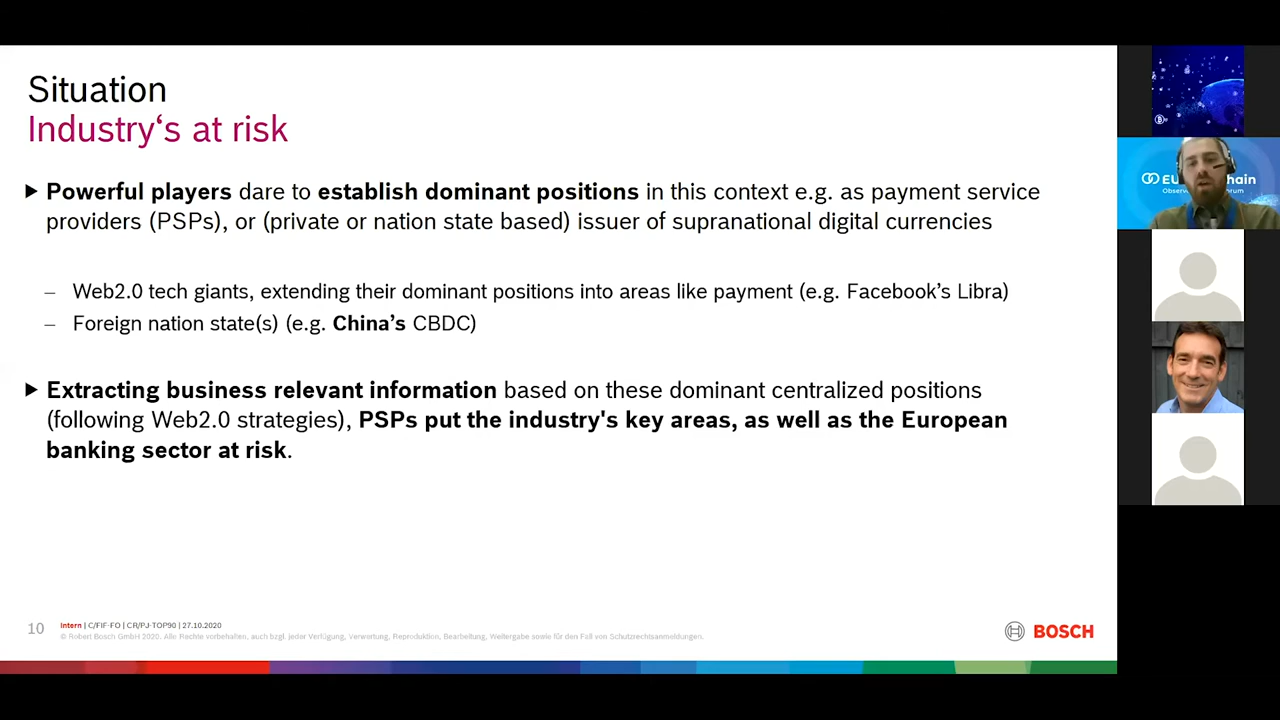 Situation
Industry‘s at risk
▶ Powerful players dare to establish dominant positions in this context e.g. as payment service
providers (PSPs), or (private or nation state based) issuer of supranational digital currencies
– Web2.0 tech giants, extending their dominant positions into areas like payment (e.g. Facebook’s Libra)
– Foreign nation state(s) (e.g. China’s CBDC)
▶ Extracting business relevant information based on these dominant centralized positions
(following Web2.0 strategies), PSPs put the industry's key areas, as well as the European
banking sector at risk.
10
Intern | C/FIF-FO | CR/PJ-TOP90 | 27.10.2020
© Robert Bosch GmbH 2020. Alle Rechte vorbehalten, auch bzgl. jeder Verfügung, Verwertung, Reproduktion, Bearbeitung, Weitergabe sowie für den Fall von Schutzrechtsanmeldungen.
BOSCH